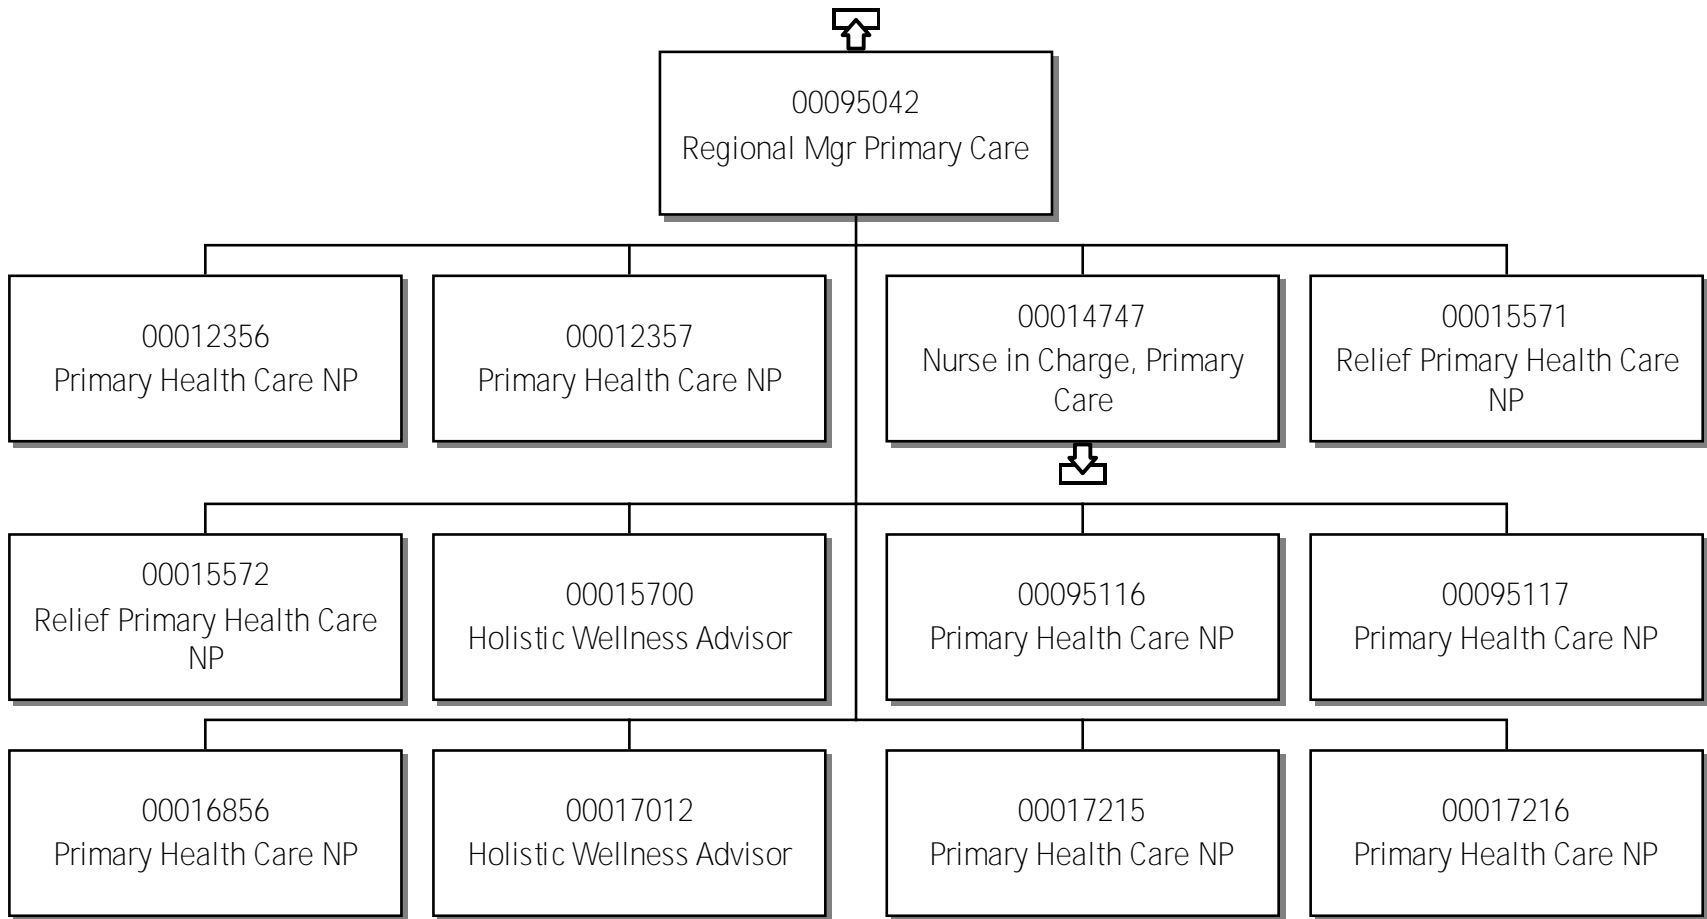 00095042
Regional Mgr Primary Care
00012356
Primary Health Care NP
00012357
Primary Health Care NP
00014747
Nurse in Charge, Primary
Care
00015571
Relief Primary Health Care
NP
00015572
Relief Primary Health Care
NP
00015700
Holistic Wellness Advisor
00095116
Primary Health Care NP
00095117
Primary Health Care NP
00016856
Primary Health Care NP
00017012
Holistic Wellness Advisor
00017215
Primary Health Care NP
00017216
Primary Health Care NP